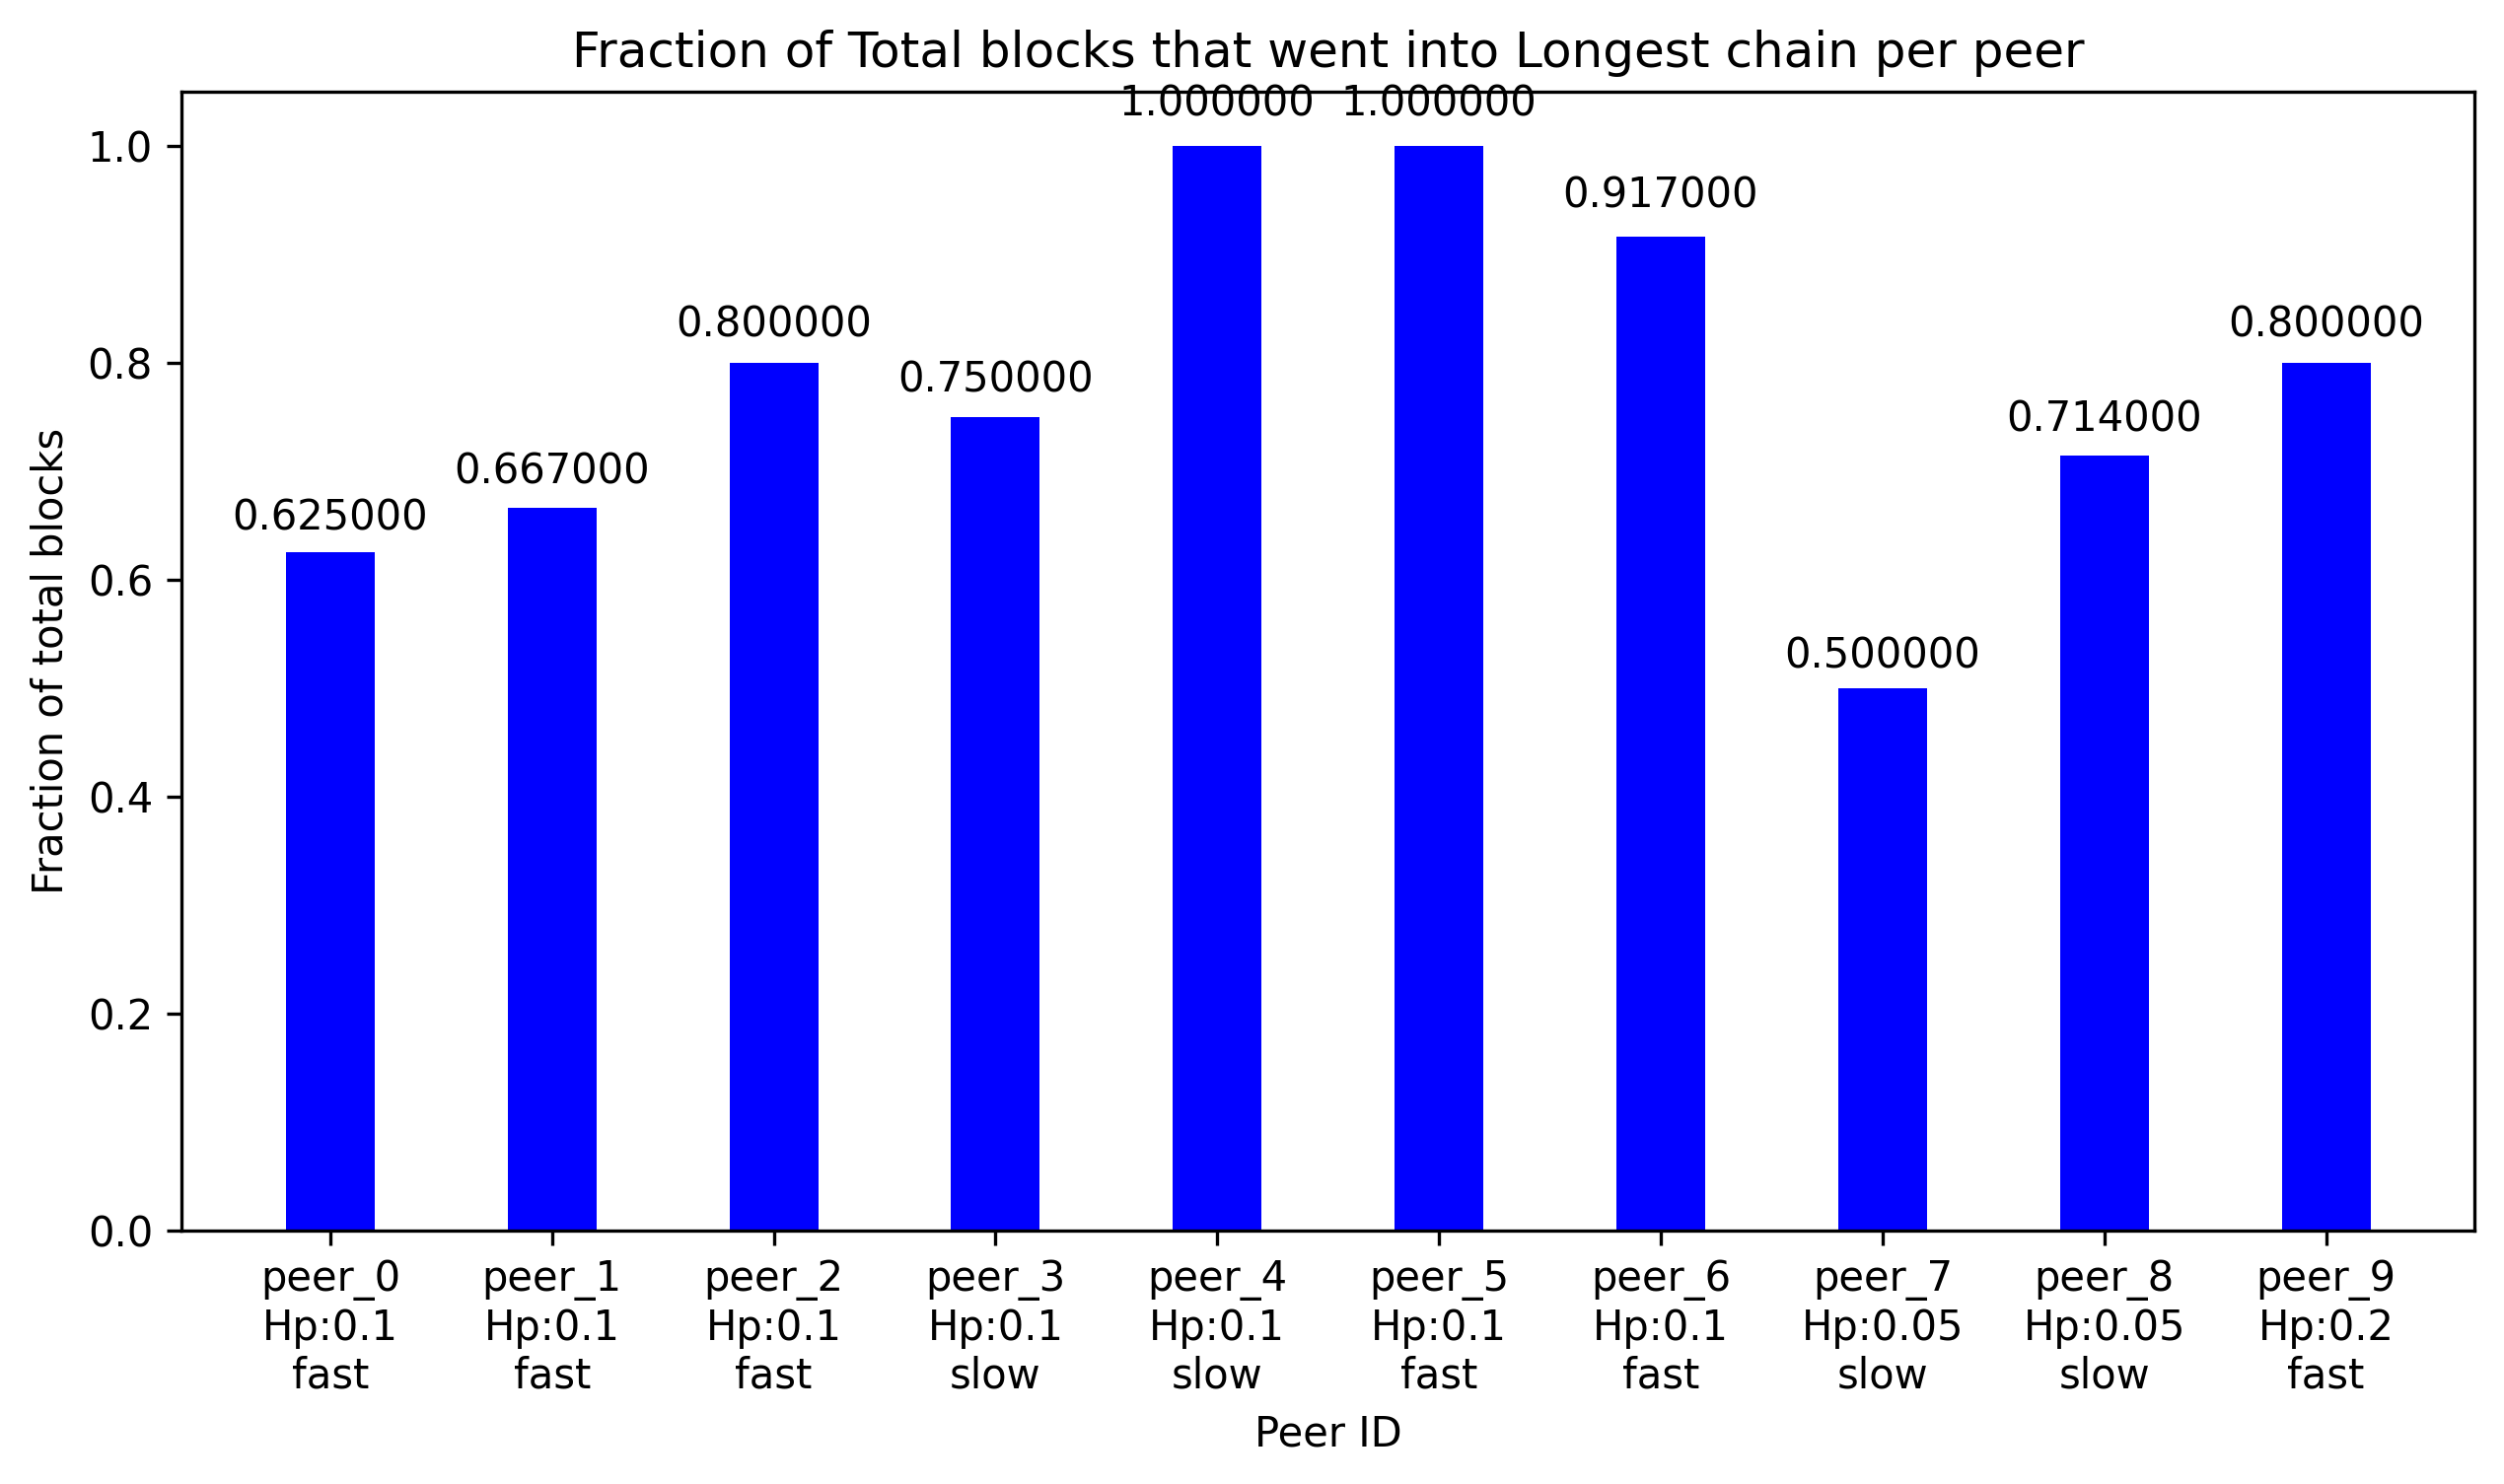 Fraction of Total blocks that went into Longest chain per peer
1.000000 1.000000
1.0
0.917000
0.800000
0.800000
0.8
0.750000
0.714000
0.667000
0.625000
0.6
0.500000
0.4
0.2
0.0
Fraction of total blocks
peer_0 peer_1 peer_2 peer_3 peer_4 peer_5 peer_6 peer_7 peer_8 peer_9
Hp:0.1 Hp:0.1 Hp:0.1 Hp:0.1 Hp:0.1 Hp:0.1 Hp:0.1 Hp:0.05 Hp:0.05 Hp:0.2
fast fast fast slow slow fast fast slow slow fast
Peer ID